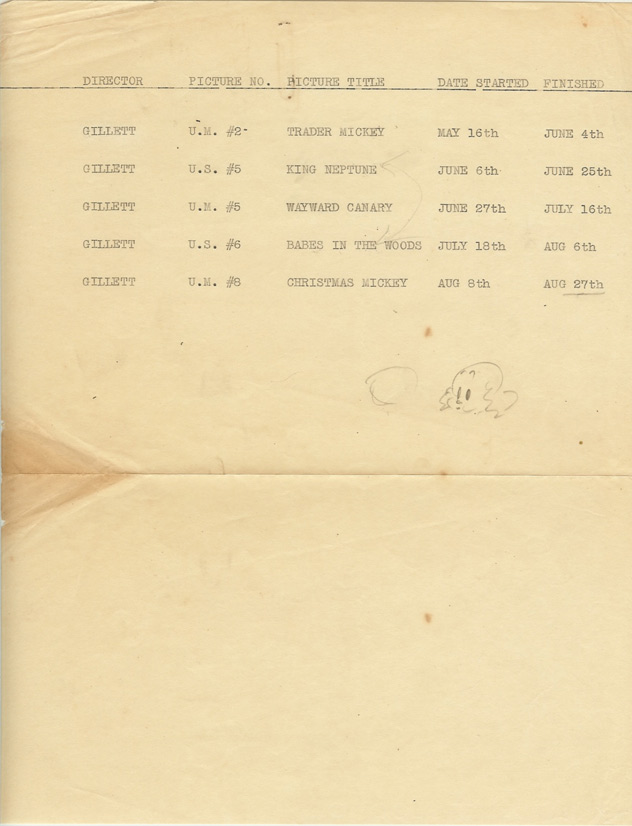 DIRECTOR PICTURE NO. PICTURE TITLE DATE STARTED FINISHED
GILLETT U.M. #2- TRADER MICKEY MAY 16th JUNE 4th
GILLETT U.S. #5 KING NEPTUNE JUNE 6th JUNE 25th
GILLETT U.M. #5 WAYWARD CANARY JUNE 27th JULY 16th
GILLETT U.S. #6 BABES IN THE WOODS JULY 18th AUG 6th
GILLETT U.M. #8 CHRISTMAS MICKEY AUG 8th AUG 27th